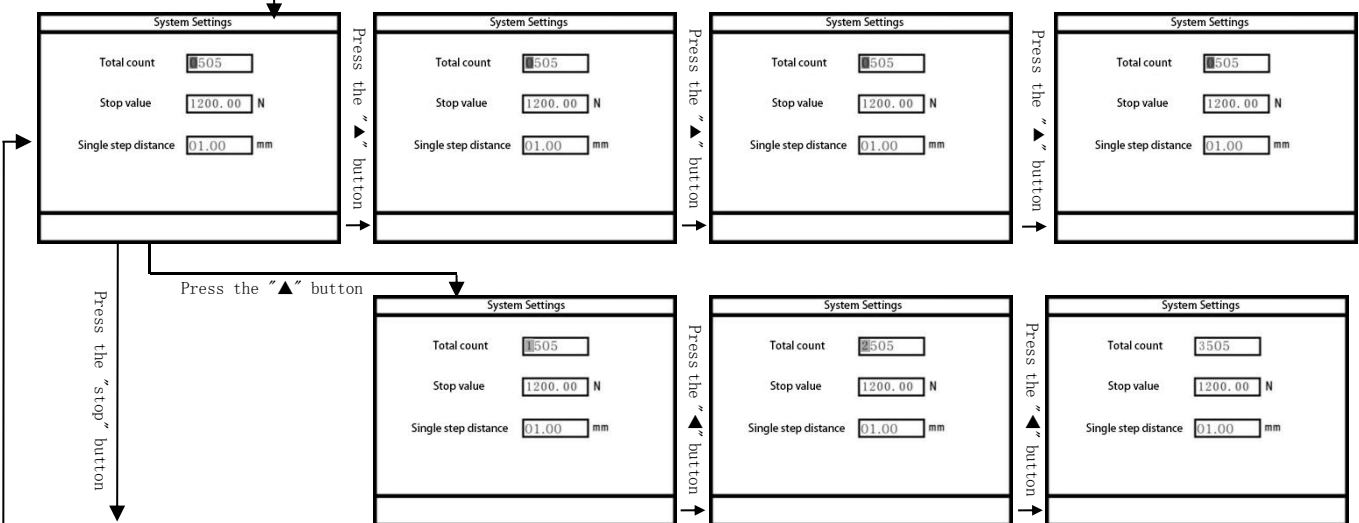 System Settings
Total count 0505
Stop value 1200.00 N
Single step distance 01.00 mm
Press the "▶" button
System Settings
Total count 0505
Stop value 1200.00 N
Single step distance 01.00 mm
Press the "▶" button
System Settings
Total count 0505
Stop value 1200.00 N
Single step distance 01.00 mm
Press the "▲" button
System Settings
Total count 0505
Stop value 1200.00 N
Single step distance 01.00 mm
Press the "▲" button
Press the "stop" button
System Settings
Total count 1505
Stop value 1200.00 N
Single step distance 01.00 mm
Press the "▲" button
System Settings
Total count 2505
Stop value 1200.00 N
Single step distance 01.00 mm
Press the "▲" button
System Settings
Total count 3505
Stop value 1200.00 N
Single step distance 01.00 mm